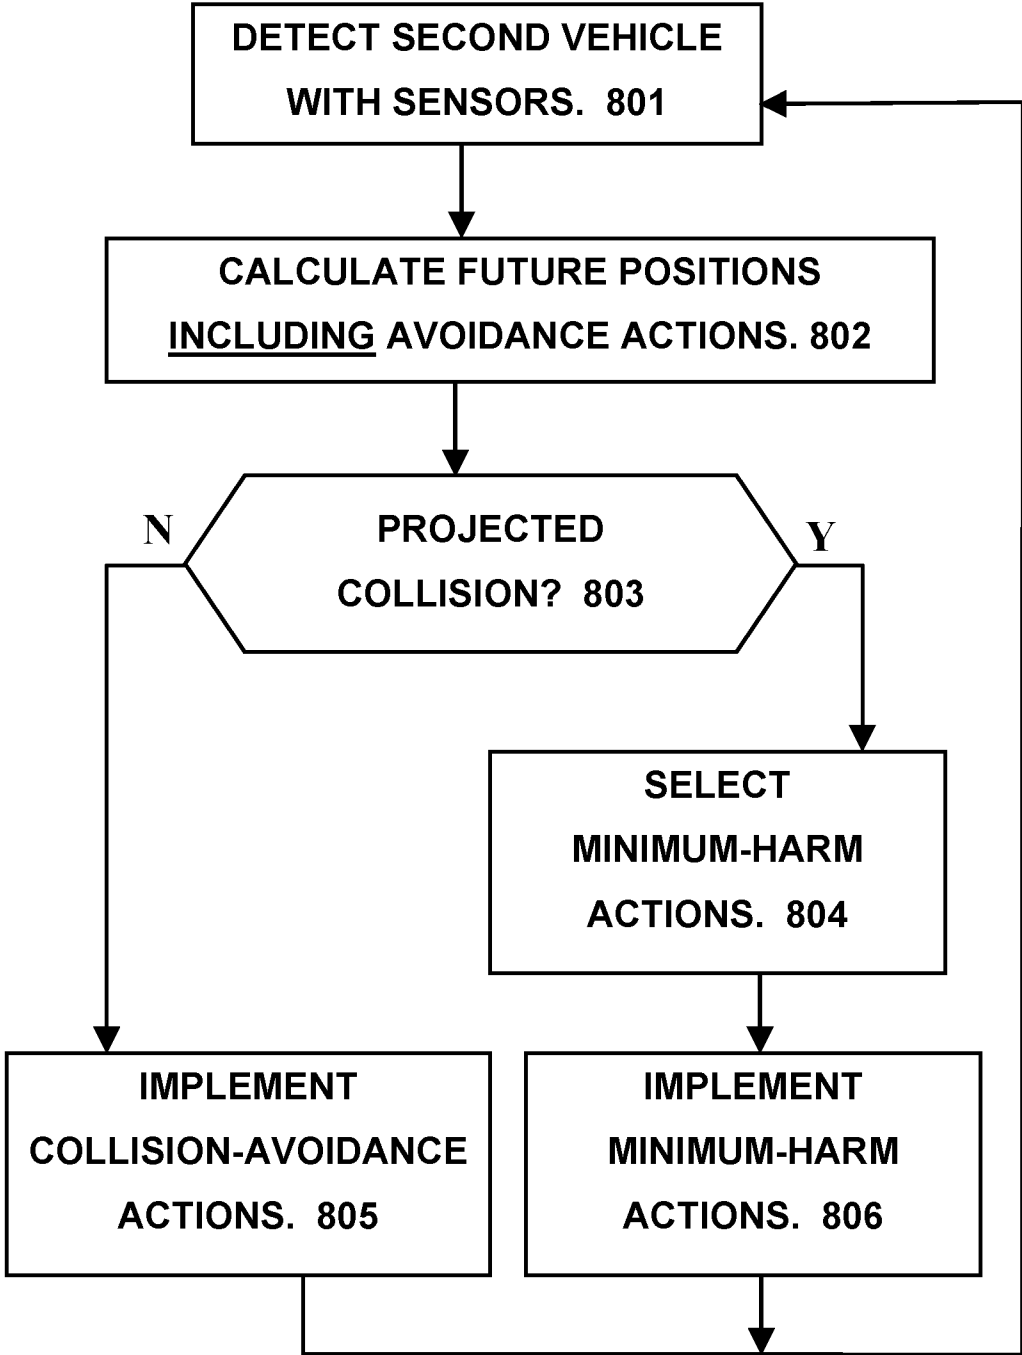 DETECT SECOND VEHICLE
WITH SENSORS. 801
CALCULATE FUTURE POSITIONS
INCLUDING AVOIDANCE ACTIONS. 802
PROJECTED
COLLISION? 803
N
Y
SELECT
MINIMUM-HARM
ACTIONS. 804
IMPLEMENT
COLLISION-AVOIDANCE
ACTIONS. 805
IMPLEMENT
MINIMUM-HARM
ACTIONS. 806